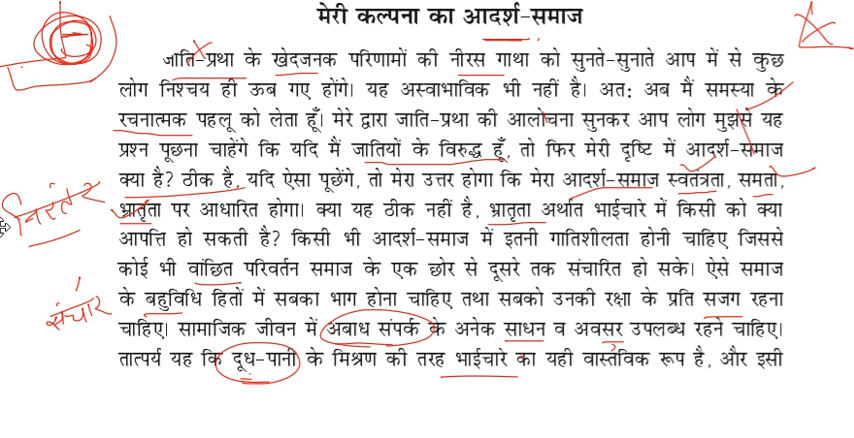 मेरी कल्पना का आदर्श-समाज
जाति-प्रथा के खेदजनक परिणामों की नीरस गाथा को सुनते-सुनाते आप में से कुछ
लोग निश्चय ही ऊब गए होंगे। यह अस्वाभाविक भी नहीं है। अत: अब मैं समस्या के
रचनात्मक पहलू को लेता हूँ। मेरे द्वारा जाति-प्रथा की आलोचना सुनकर आप लोग मुझसे यह
प्रश्न पूछना चाहेंगे कि यदि मैं जातियों के विरुद्ध हूँ, तो फिर मेरी दृष्टि में आदर्श-समाज
क्या है? ठीक है, यदि ऐसा पूछेंगे, तो मेरा उत्तर होगा कि मेरा आदर्श-समाज स्वतंत्रता, समता,
भ्रातृता पर आधारित होगा। क्या यह ठीक नहीं है, भ्रातृता अर्थात भाईचारे में किसी को क्या
निरंतर
आपत्ति हो सकती है? किसी भी आदर्श-समाज में इतनी गातिशीलता होनी चाहिए जिससे
कोई भी वांछित परिवर्तन समाज के एक छोर से दूसरे तक संचारित हो सके। ऐसे समाज
के बहुविधि हितों में सबका भाग होना चाहिए तथा सबको उनकी रक्षा के प्रति सजग रहना
संचार
चाहिए। सामाजिक जीवन में अबाध संपर्क के अनेक साधन व अवसर उपलब्ध रहने चाहिए।
तात्पर्य यह कि दूध-पानी के मिश्रण की तरह भाईचारे का यही वास्तविक रूप है, और इसी